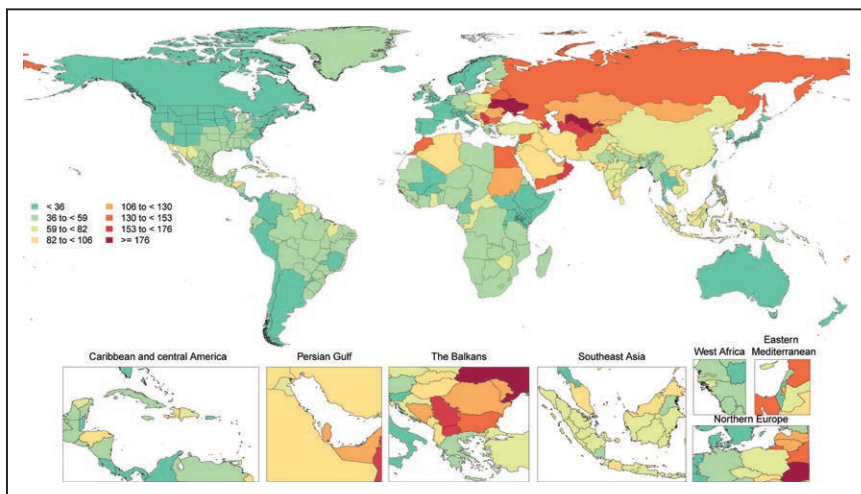 < 36
36 to < 59
59 to < 82
82 to < 106
106 to < 130
130 to < 153
153 to < 176
>= 176
Caribbean and central America
Persian Gulf
The Balkans
Southeast Asia
West Africa
Eastern
Mediterranean
Northern Europe